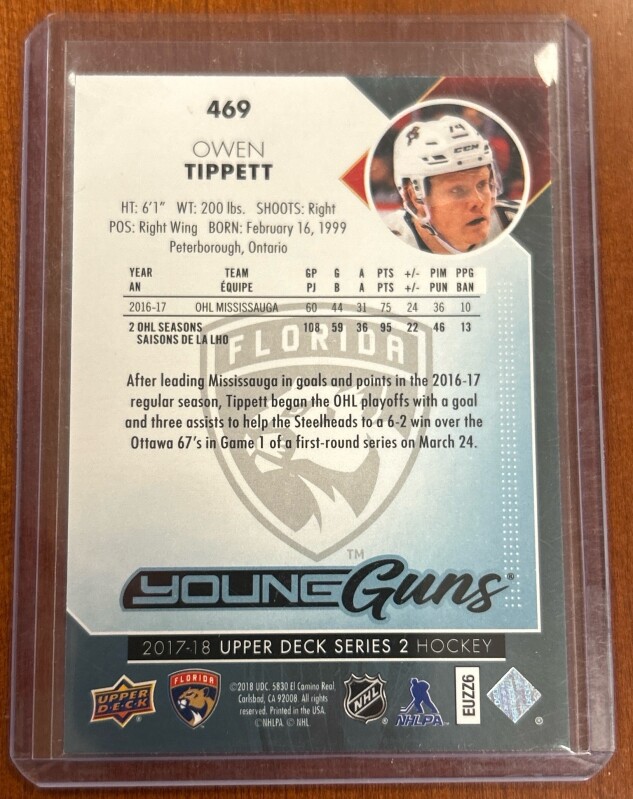 469
OWEN
TIPPETT
HT: 6'1" WT: 200 lbs. SHOOTS: Right
POS: Right Wing BORN: February 16, 1999
Peterborough, Ontario
YEAR TEAM GP G A PTS +/- PIM PPG
AN ÉQUIPE PJ B A PTS +/- PUN BAN
2016-17 OHL MISSISSAUGA 60 44 31 75 24 36 10
2 OHL SEASONS 108 59 36 95 22 46 13
SAISONS DE LA LHO
FLORIDA
After leading Mississauga in goals and points in the 2016-17
regular season, Tippett began the OHL playoffs with a goal
and three assists to help the Steelheads to a 6-2 win over the
Ottawa 67's in Game 1 of a first-round series on March 24.
TM
YOUNG Guns®
2017-18 UPPER DECK SERIES 2 HOCKEY
UPPER
DECK
FLORIDA
©2018 UDC. 5830 El Camino Real,
Carlsbad, CA 92008. All rights
reserved. Printed in the USA.
©NHLPA © NHL
NHL
NHLPA
EUZZ6
®
74
CCM